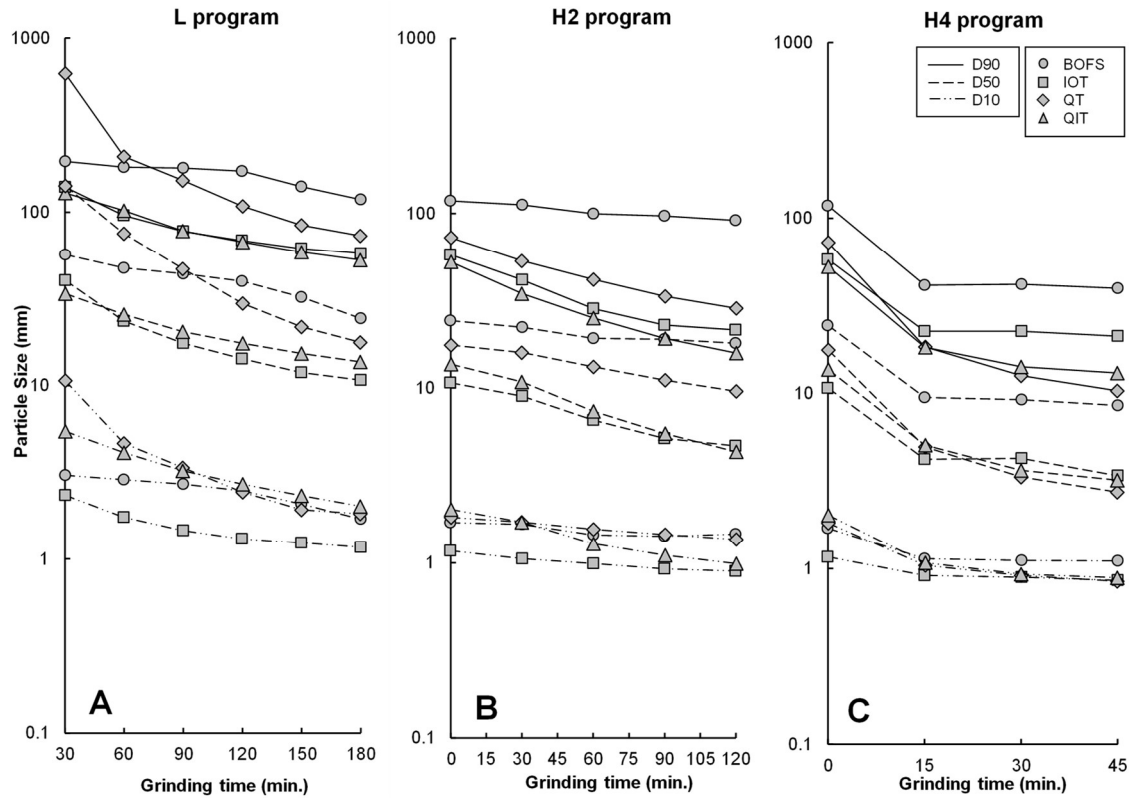 L program
H2 program
H4 program
Particle Size (mm)
1000
100
10
1
0.1
30 60 90 120 150 180
Grinding time (min.)
A
1000
100
10
1
0.1
0 15 30 45 60 75 90 105 120
Grinding time (min.)
B
1000
100
10
1
0.1
0 15 30 45
Grinding time (min.)
C
D90
D50
D10
BOFS
IOT
QT
QIT